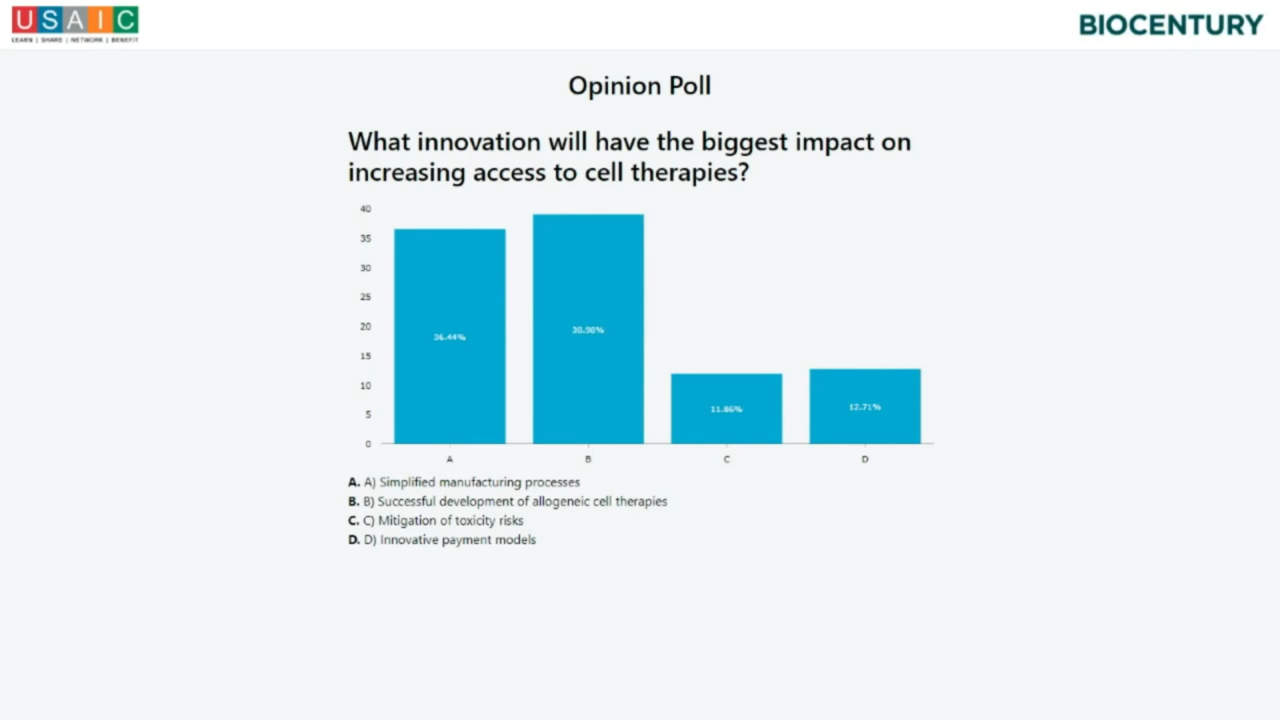 USAIC
LEARN | SHARE | NETWORK | BENEFIT
BIOCENTURY
Opinion Poll
What innovation will have the biggest impact on
increasing access to cell therapies?
40
35
30
25
20
15
10
5
0
36.44%
38.98%
11.86%
12.71%
A B C D
A. A) Simplified manufacturing processes
B. B) Successful development of allogeneic cell therapies
C. C) Mitigation of toxicity risks
D. D) Innovative payment models